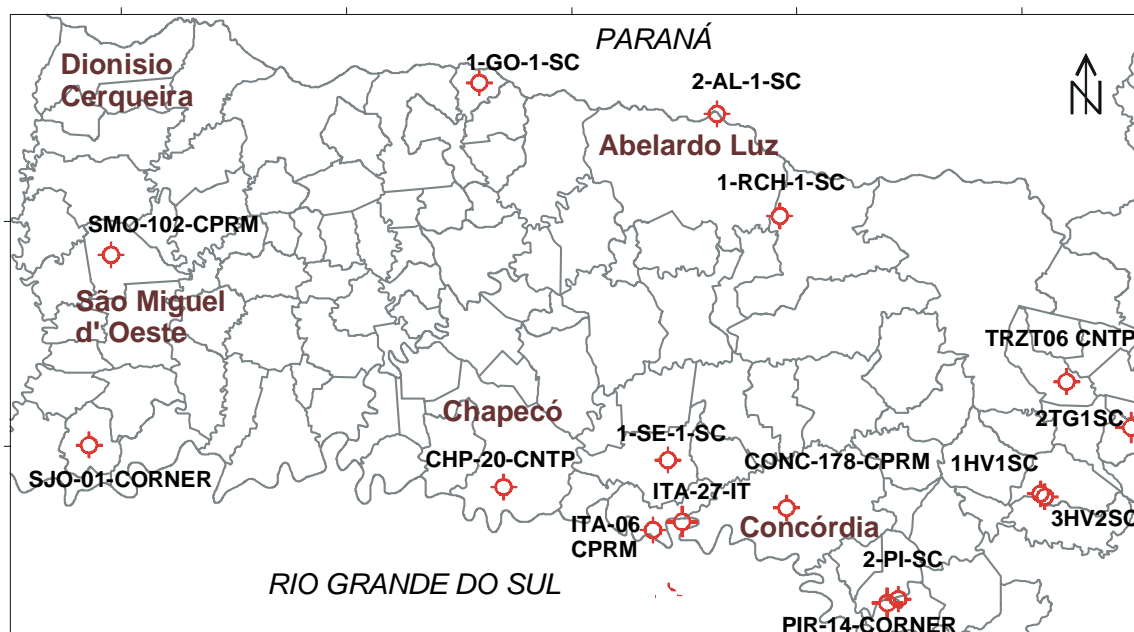 PARANÁ
Dionisio
Cerqueira
1-GO-1-SC
2-AL-1-SC
N
Abelardo Luz
1-RCH-1-SC
SMO-102-CPRM
São Miguel
d' Oeste
TRZT06 CNTP
Chapecó
2TG1SC
1-SE-1-SC
CHP-20-CNTP
CONC-178-CPRM
1HV1SC
SJO-01-CORNER
ITA-27-IT
3HV2SC
ITA-06
CPRM
Concórdia
2-PI-SC
RIO GRANDE DO SUL
PIR-14-CORNER